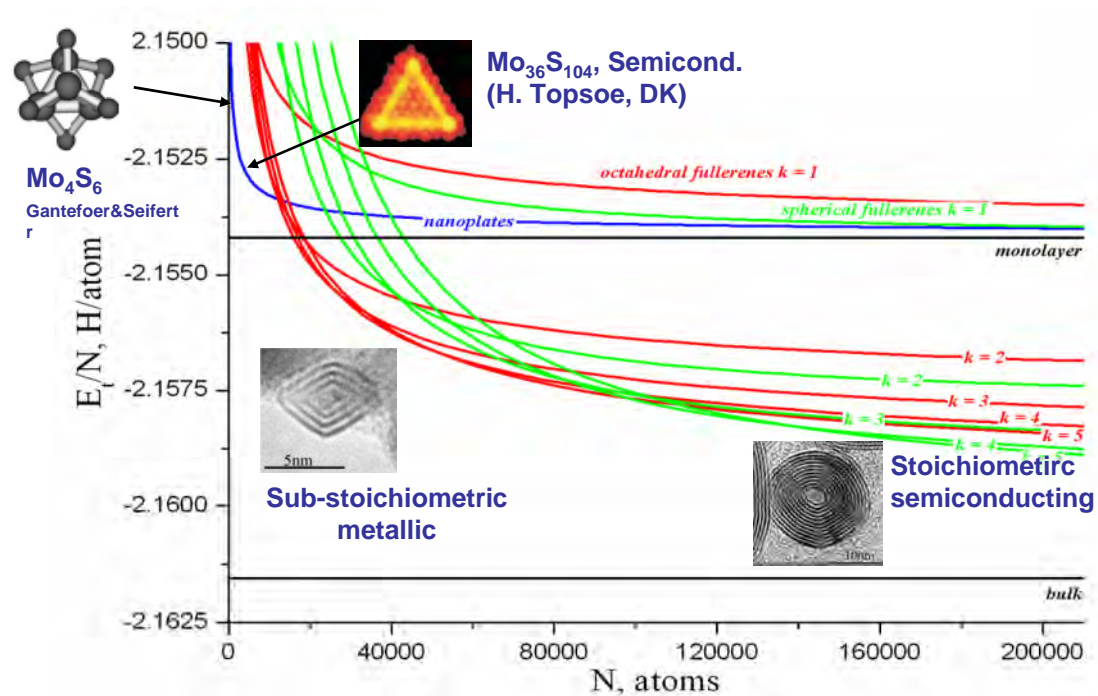 2.1500
-2.1525
-2.1550
-2.1575
-2.1600
-2.1625
E_t/N, H/atom
0
40000
80000
120000
160000
200000
N, atoms
Mo4S6
Gantefoer&Seifert
r
Mo36S104, Semicond.
(H. Topsoe, DK)
octahedral fullerenes k = 1
spherical fullerenes k = 1
nanoplates
monolayer
k = 2
k = 2
k = 3
k = 4
k = 3
k = 5
k = 4
5nm
Sub-stoichiometric
metallic
Stoichiometirc
semiconducting
10nm
bulk